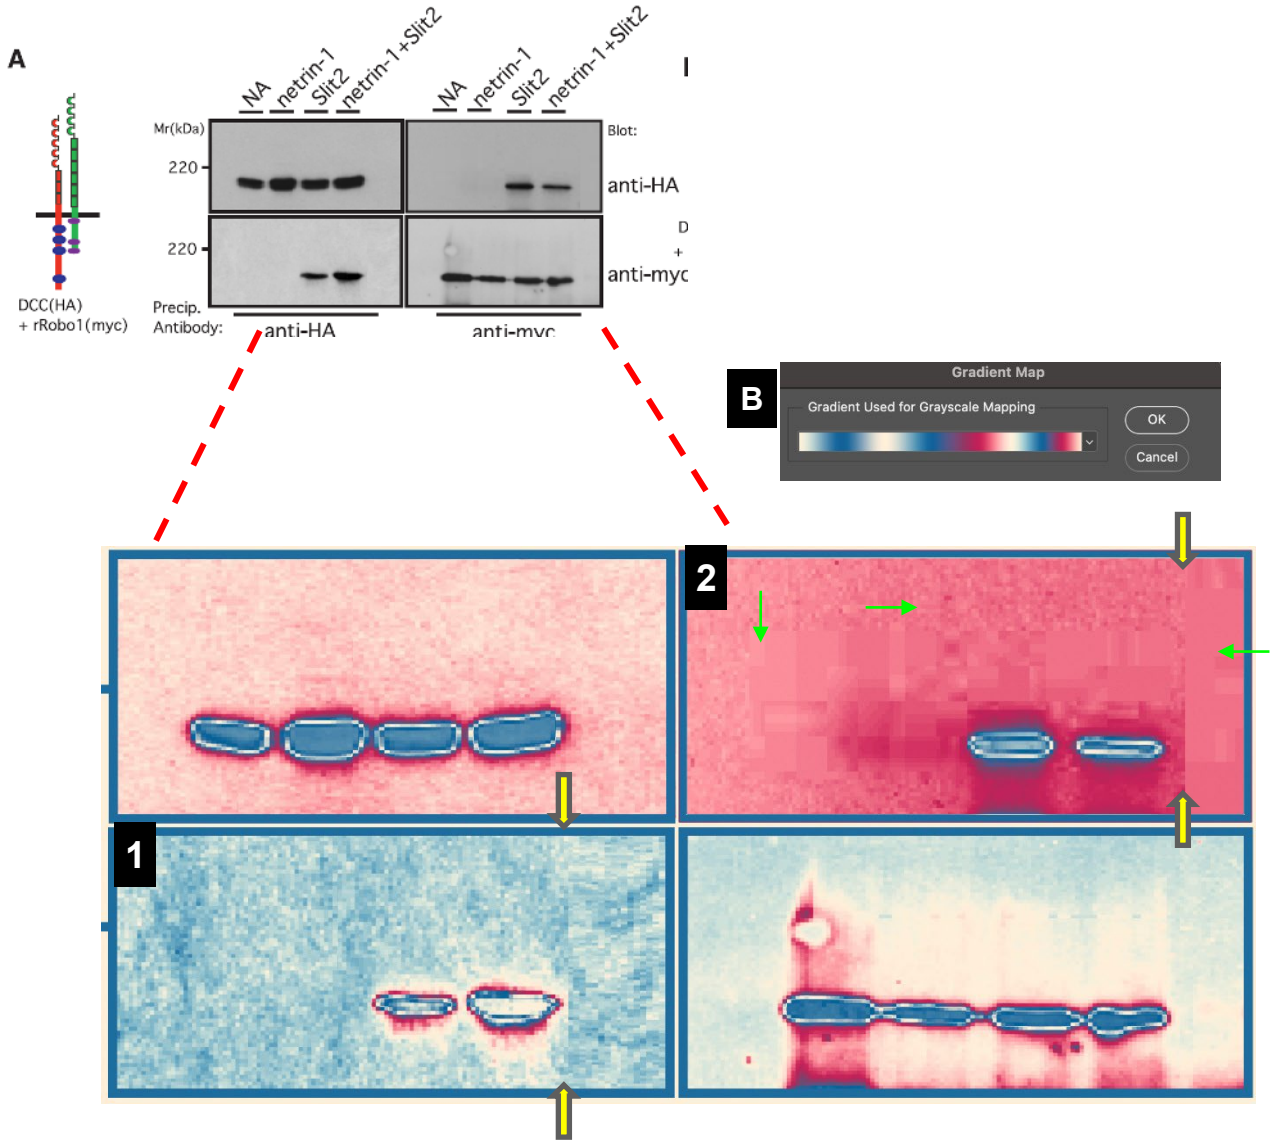 A
NA
netrin-1
Slit2
netrin-1+Slit2
NA
netrin-1
Slit2
netrin-1+Slit2
Mr(kDa)
Blot:
220
anti-HA
220
D
+
anti-myc
DCC(HA)
+ rRobo1(myc)
Precip.
Antibody:
anti-HA
anti-myc
B
Gradient Map
Gradient Used for Grayscale Mapping
OK
Cancel
2
1